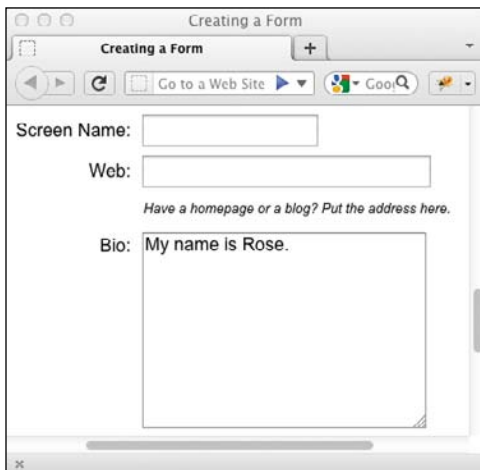 Creating a Form
Creating a Form
Go to a Web Site
Screen Name:
Web:
Have a homepage or a blog? Put the address here.
Bio:
My name is Rose.